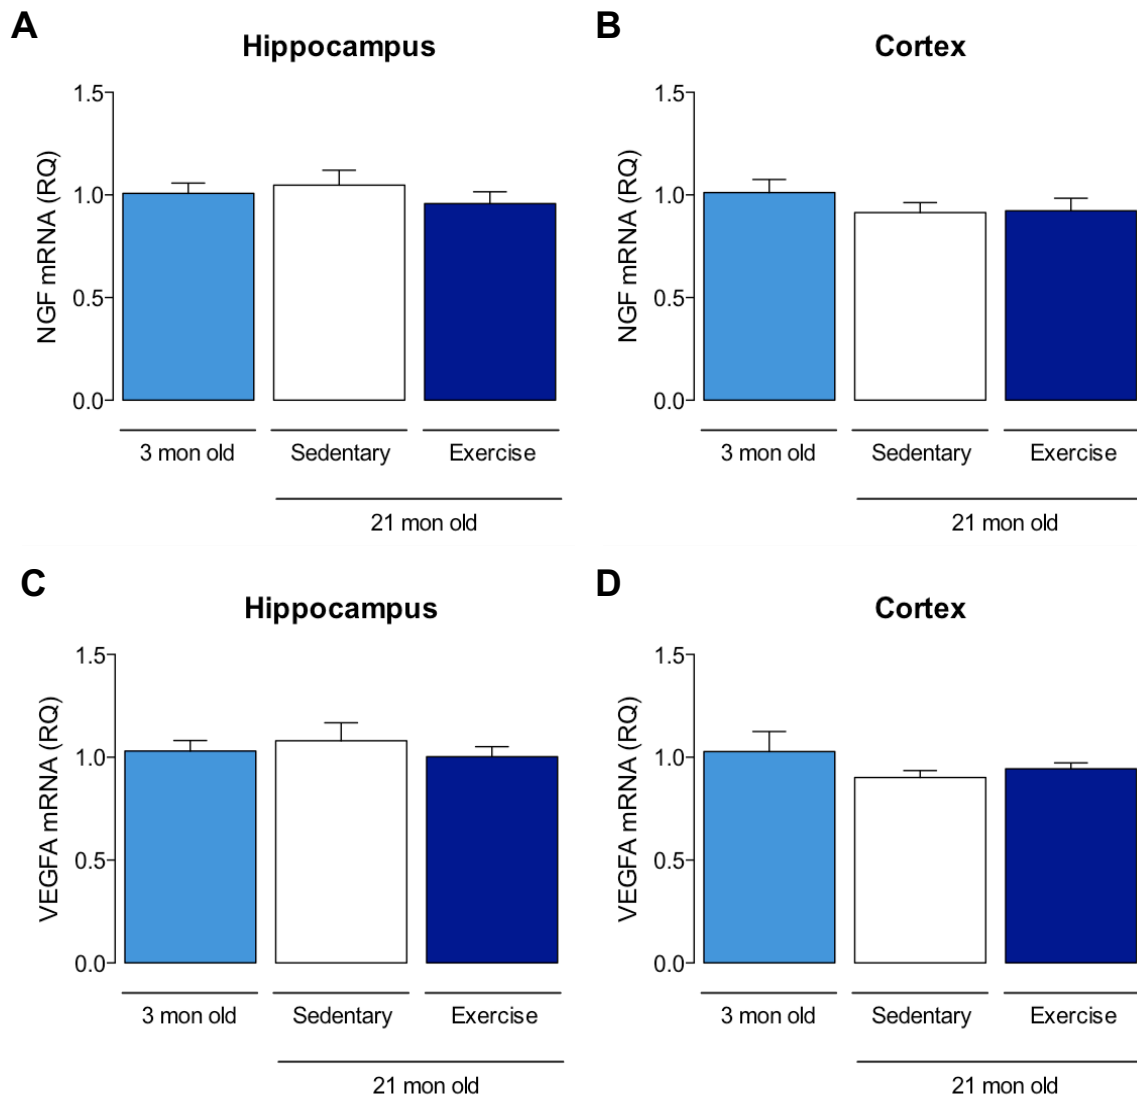 A
Hippocampus
NGF mRNA (RQ)
1.5
1.0
0.5
0.0
3 mon old
Sedentary
Exercise
21 mon old
B
Cortex
NGF mRNA (RQ)
1.5
1.0
0.5
0.0
3 mon old
Sedentary
Exercise
21 mon old
C
Hippocampus
VEGFA mRNA (RQ)
1.5
1.0
0.5
0.0
3 mon old
Sedentary
Exercise
21 mon old
D
Cortex
VEGFA mRNA (RQ)
1.5
1.0
0.5
0.0
3 mon old
Sedentary
Exercise
21 mon old